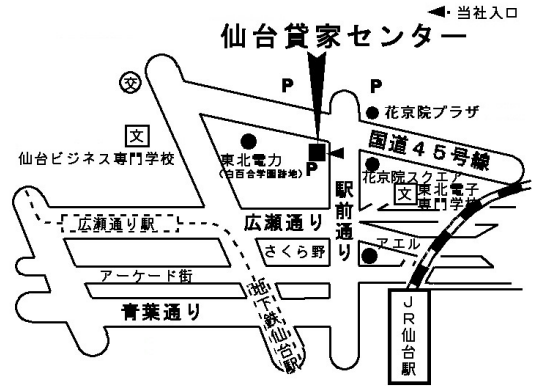 ・当社入口
仙台貸家センター
P
P
交
花京院プラザ
国道45号線
文
仙台ビジネス専門学校
東北電力
(白百合学園跡地)
P
花京院スクエア
文
東北電子
専門学校
駅前通り
広瀬通り駅
広瀬通り
さくら野
アエル
アーケード街
地下鉄仙台駅
青葉通り
JR仙台駅